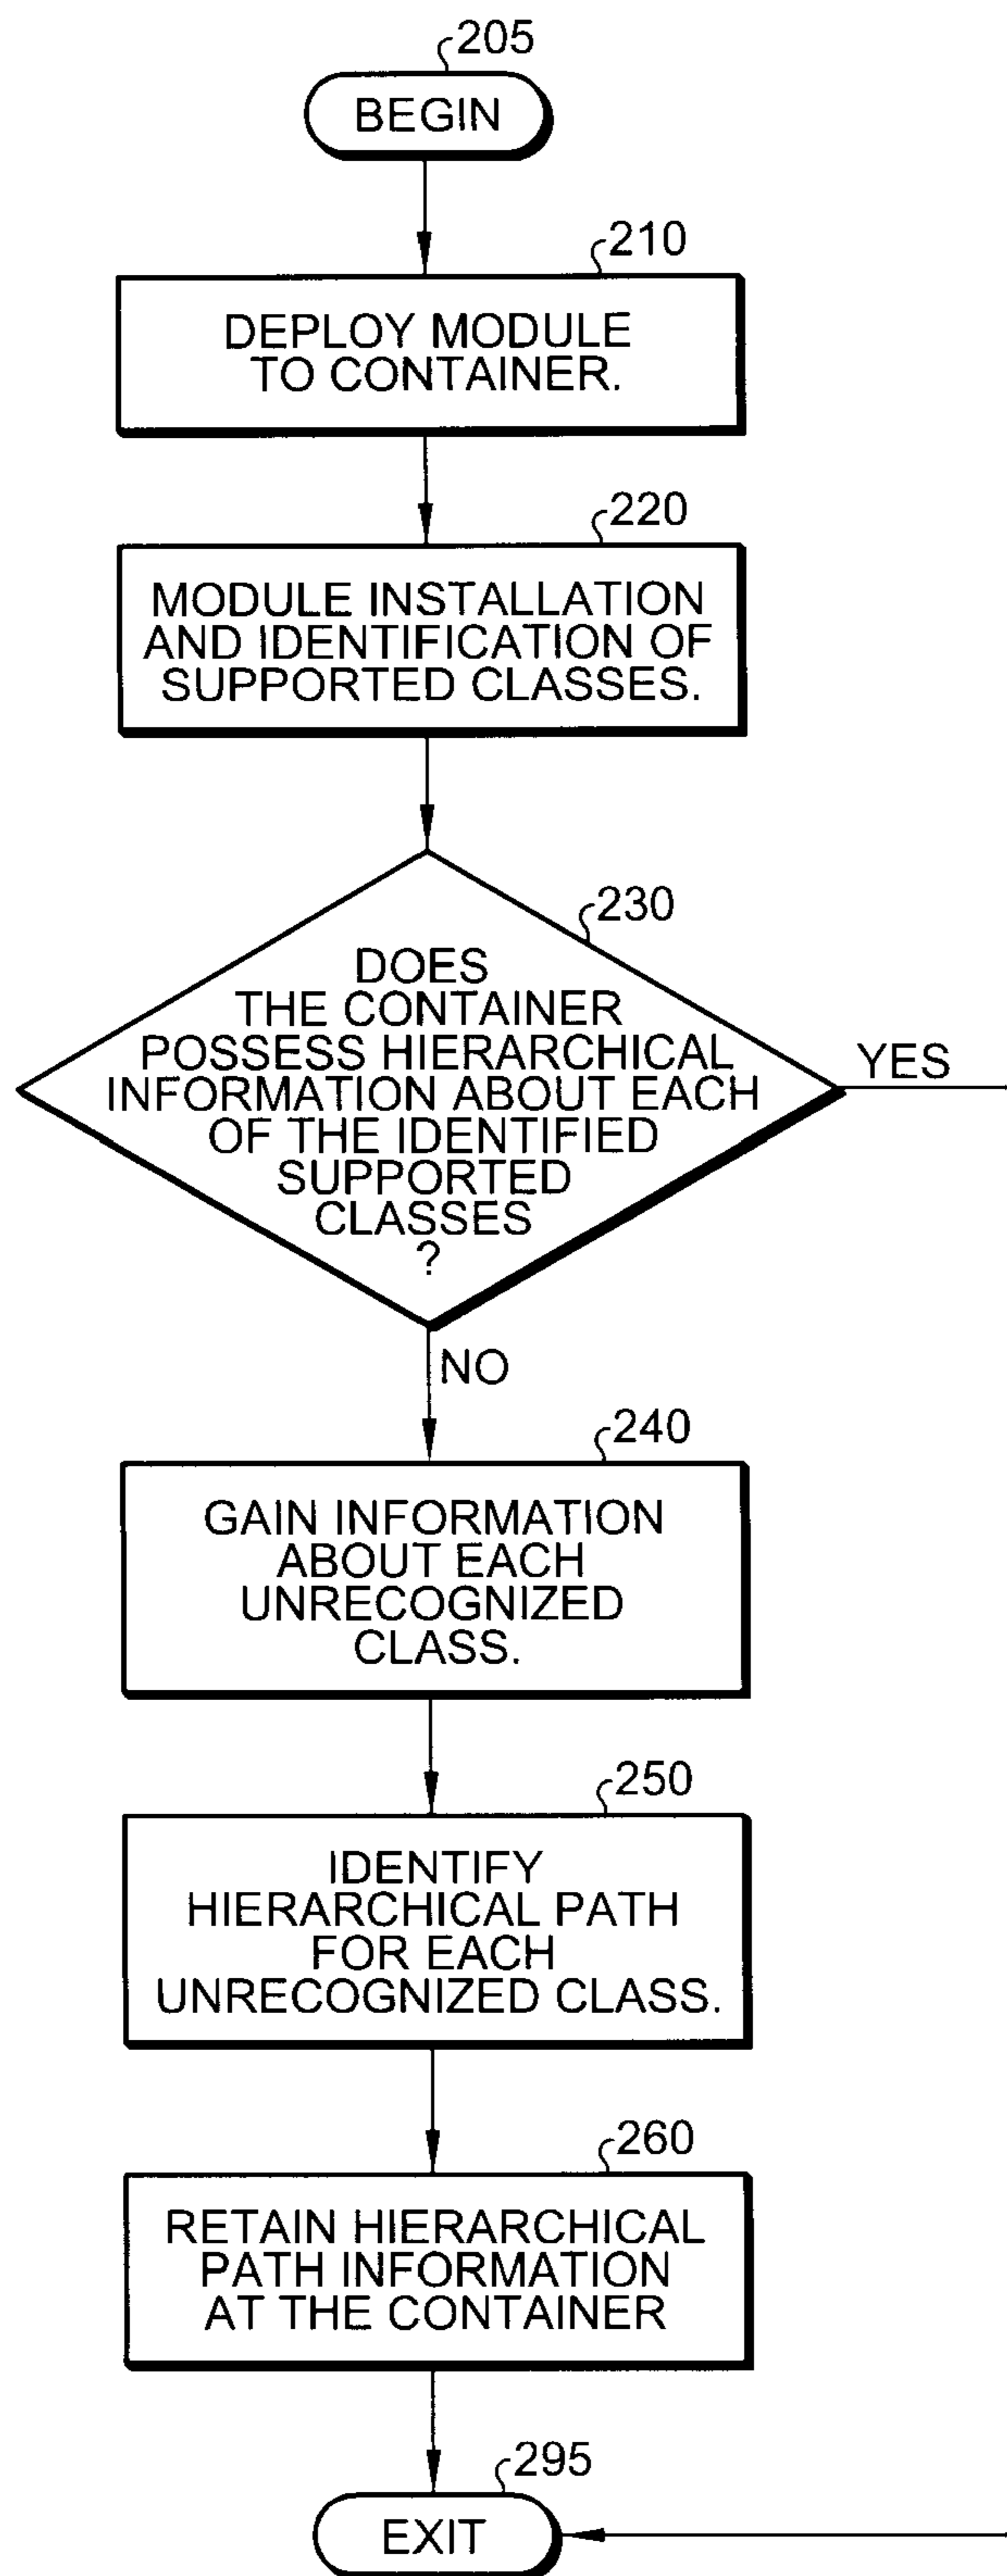 205
BEGIN
210
DEPLOY MODULE
TO CONTAINER.
220
MODULE INSTALLATION
AND IDENTIFICATION OF
SUPPORTED CLASSES.
230
DOES
THE CONTAINER
POSSESS HIERARCHICAL
INFORMATION ABOUT EACH
OF THE IDENTIFIED
SUPPORTED
CLASSES
?
YES
NO
240
GAIN INFORMATION
ABOUT EACH
UNRECOGNIZED
CLASS.
250
IDENTIFY
HIERARCHICAL PATH
FOR EACH
UNRECOGNIZED CLASS.
260
RETAIN HIERARCHICAL
PATH INFORMATION
AT THE CONTAINER
295
EXIT